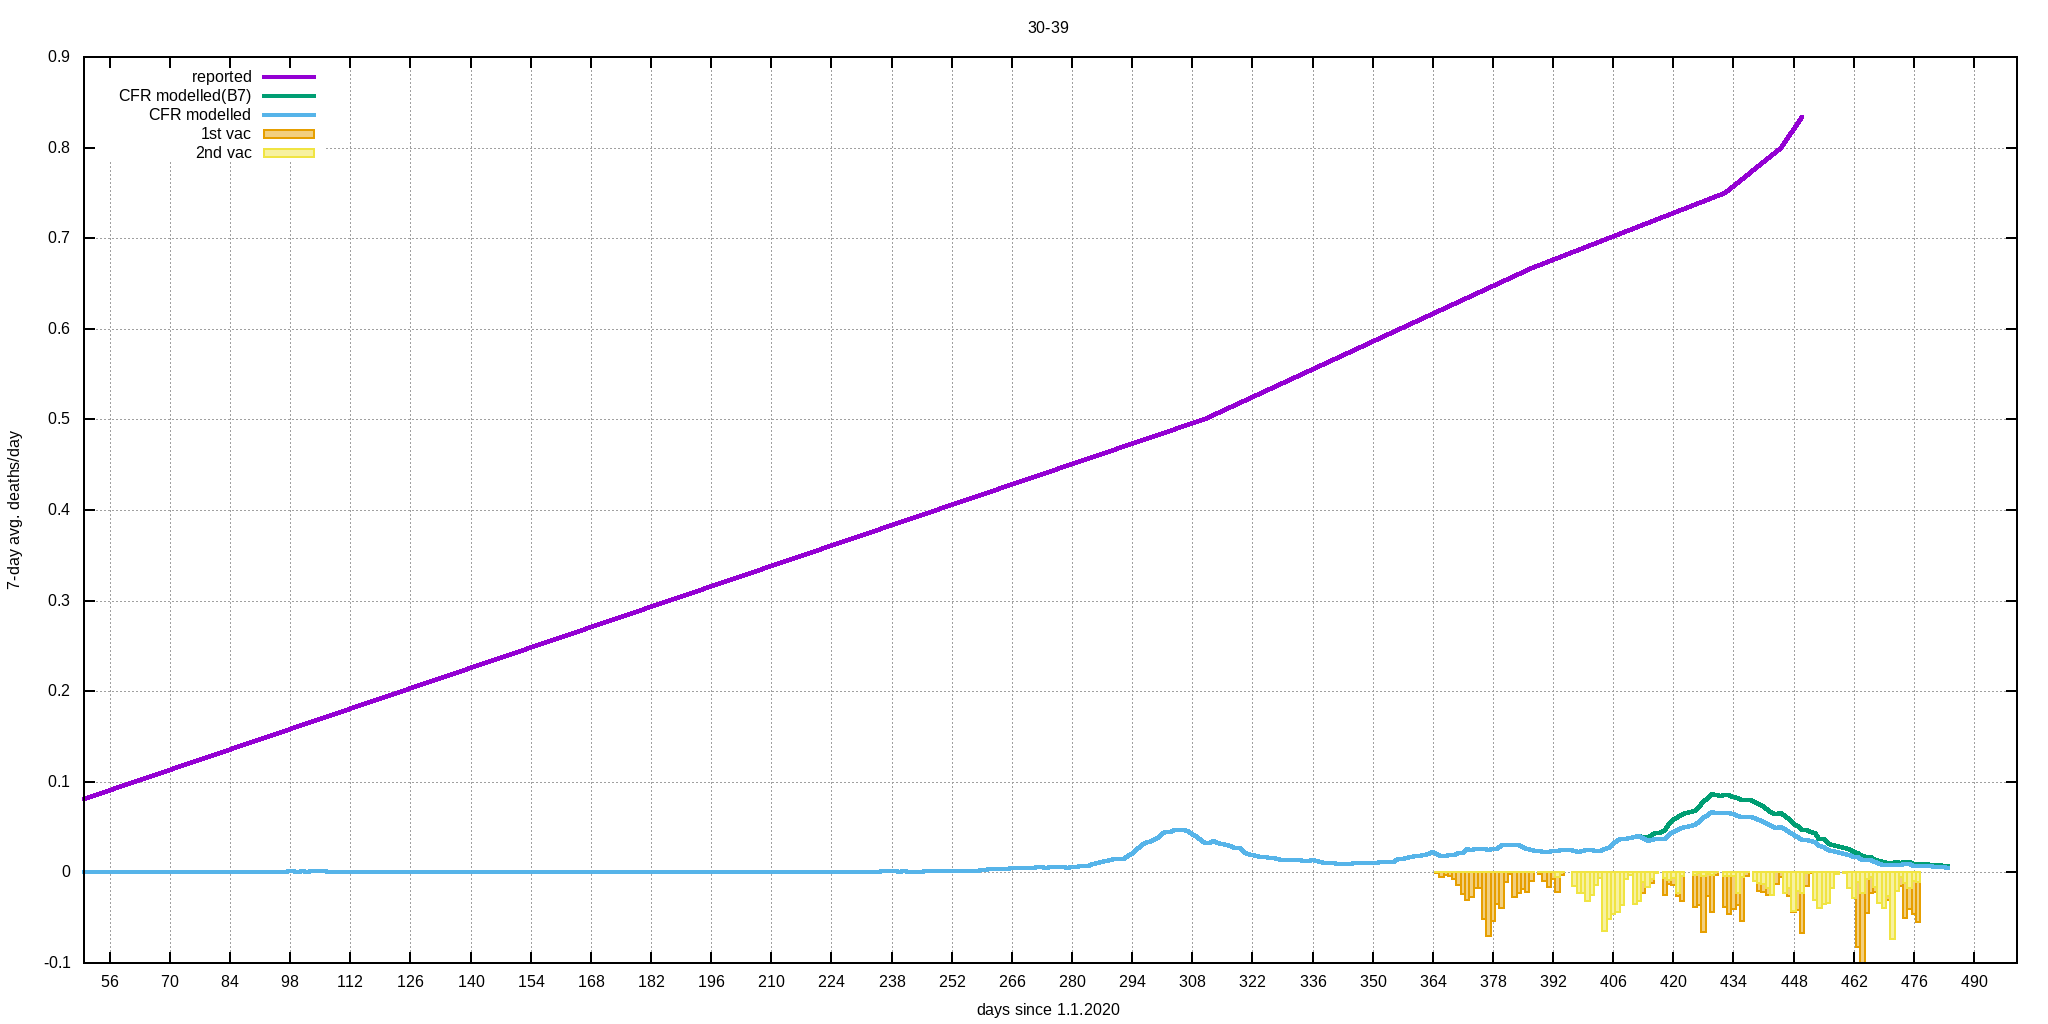 30-39
reported
CFR modelled(B7)
CFR modelled
1st vac
2nd vac
0.9
0.8
0.7
0.6
0.5
0.4
0.3
0.2
0.1
0
-0.1
7-day avg. deaths/day
56 70 84 98 112 126 140 154 168 182 196 210 224 238 252 266 280 294 308 322 336 350 364 378 392 406 420 434 448 462 476 490
days since 1.1.2020